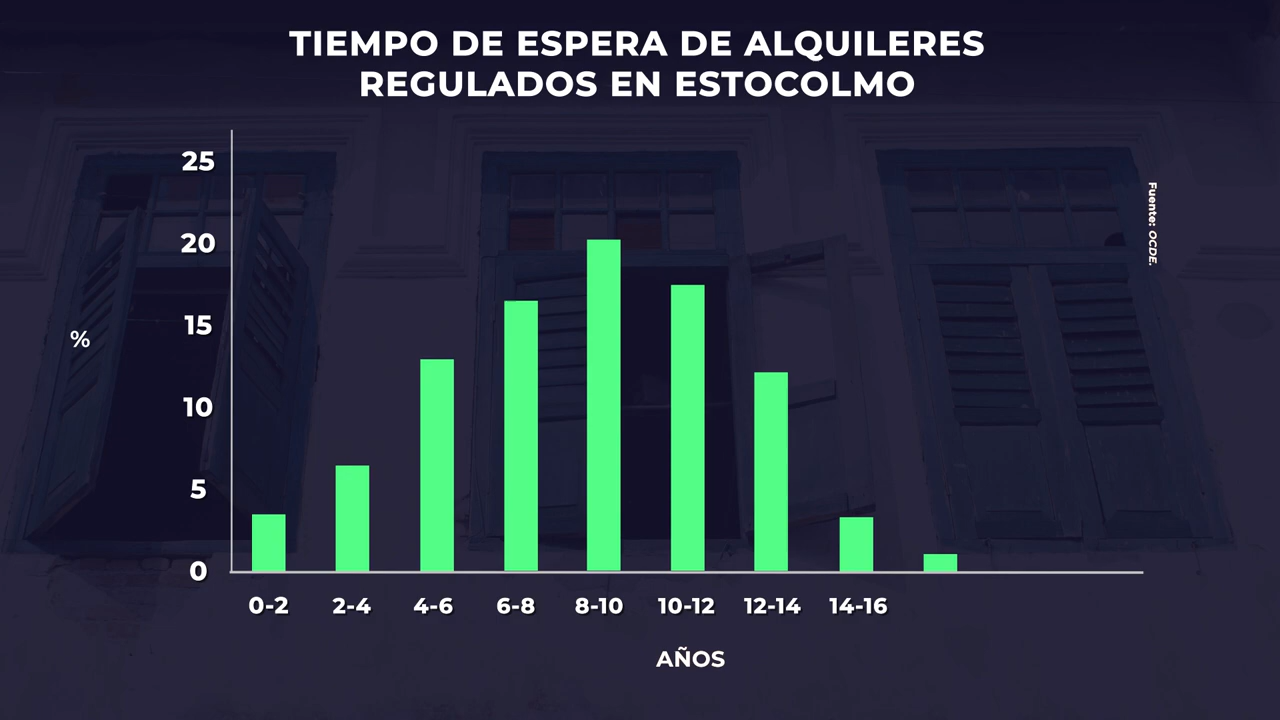 TIEMPO DE ESPERA DE ALQUILERES
REGULADOS EN ESTOCOLMO
25
20
15
10
5
0
%
Fuente: OCDE.
0-2 2-4 4-6 6-8 8-10 10-12 12-14 14-16
AÑOS